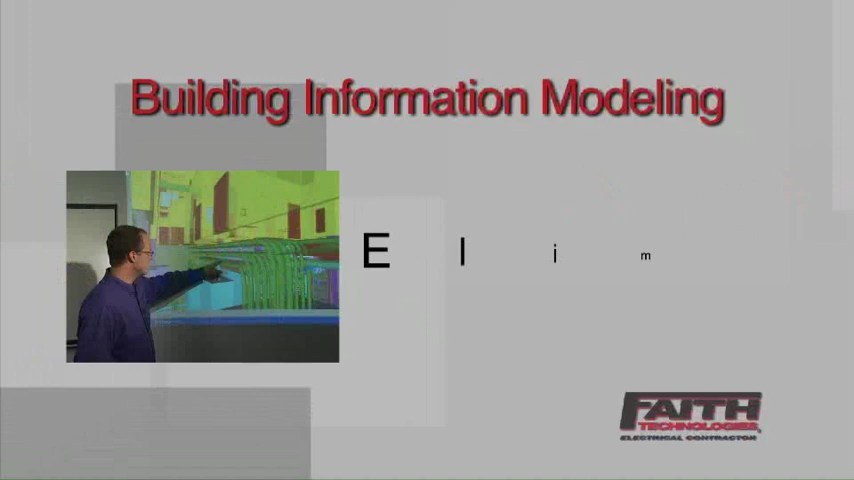 Building Information Modeling
E l i m
FAITH
TECHNOLOGIES
ELECTRICAL CONTRACTOR